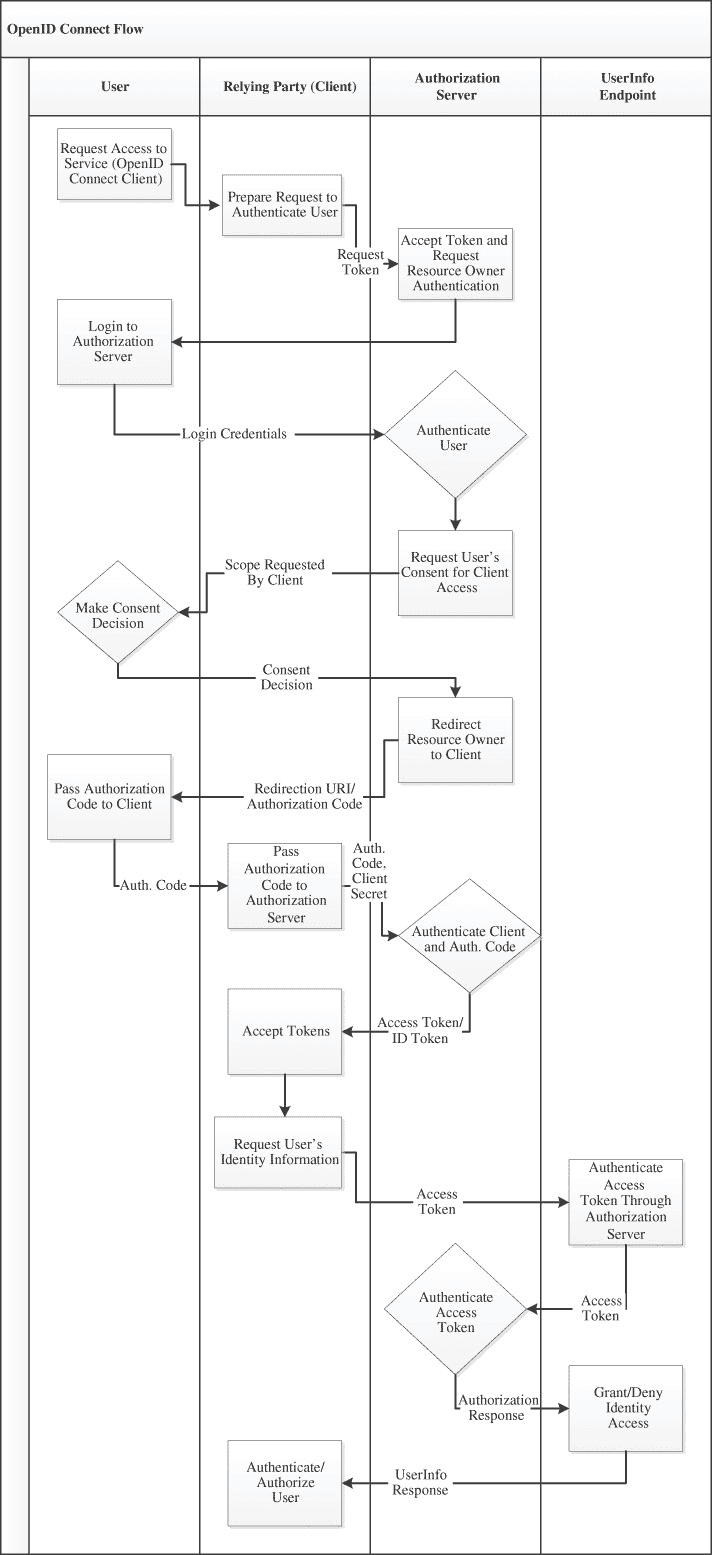 OpenID Connect Flow
User
Relying Party (Client)
Authorization
Server
UserInfo
Endpoint
Request Access to
Service (OpenID
Connect Client)
Prepare Request to
Authenticate User
Request
Token
Accept Token and
Request
Resource Owner
Authentication
Login to
Authorization
Server
Login Credentials
Authenticate
User
Request User’s
Consent for Client
Access
Scope Requested
By Client
Make Consent
Decision
Consent
Decision
Redirect
Resource Owner
to Client
Redirection URI/
Authorization Code
Pass Authorization
Code to Client
Auth. Code
Pass
Authorization
Code to
Authorization
Server
Auth.
Code,
Client
Secret
Authenticate Client
and Auth. Code
Access Token/
ID Token
Accept Tokens
Request User’s
Identity Information
Access
Token
Authenticate
Access
Token Through
Authorization
Server
Access
Token
Authenticate
Access
Token
Authorization
Response
Grant/Deny
Identity
Access
UserInfo
Response
Authenticate/
Authorize
User